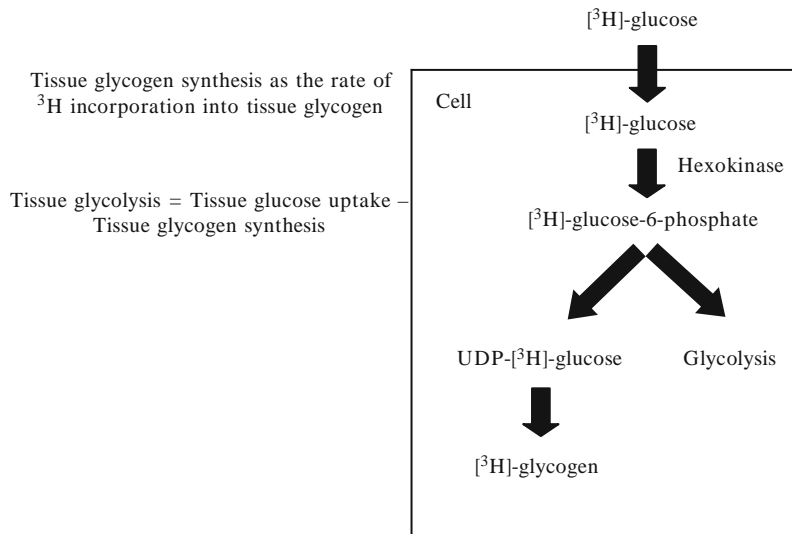 [³H]-glucose
Tissue glycogen synthesis as the rate of
³H incorporation into tissue glycogen
Cell
[³H]-glucose
Hexokinase
Tissue glycolysis = Tissue glucose uptake –
Tissue glycogen synthesis
[³H]-glucose-6-phosphate
UDP-[³H]-glucose
Glycolysis
[³H]-glycogen